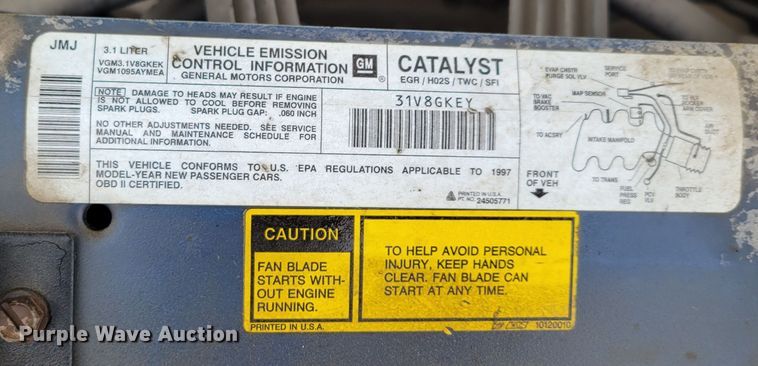 JMJ
3.1 LITER
VGM3.1V8GKEK
VGM1095AYMEA
VEHICLE EMISSION
CONTROL INFORMATION
GENERAL MOTORS CORPORATION
GM
CATALYST
EGR / HO2S / TWC / SFI
NOTE: DAMAGE TO HEADS MAY RESULT IF ENGINE
IS NOT ALLOWED TO COOL BEFORE REMOVING
SPARK PLUGS. SPARK PLUG GAP: .060 INCH
NO OTHER ADJUSTMENTS NEEDED. SEE SERVICE
MANUAL AND MAINTENANCE SCHEDULE FOR
ADDITIONAL INFORMATION.
31V8GKEY
THIS VEHICLE CONFORMS TO U.S. EPA REGULATIONS APPLICABLE TO 1997
MODEL-YEAR NEW PASSENGER CARS.
OBD II CERTIFIED.
PRINTED IN U.S.A.
PT. NO. 24505771
EVAP CNSTR
PURGE SOL VLV
SERVICE
PORT
MAP SENSOR
TO VAC
BRAKE
BOOSTER
TO ACSRY
INTAKE MANIFOLD
ROCKER
ARM COVER
AIR
DUCT
FRONT
OF VEH
TO TRANS
FUEL
PRESS
REG
PCV
VLV
THROTTLE
BODY
CAUTION
FAN BLADE
STARTS WITH-
OUT ENGINE
RUNNING.
PRINTED IN U.S.A.
TO HELP AVOID PERSONAL
INJURY, KEEP HANDS
CLEAR. FAN BLADE CAN
START AT ANY TIME.
10120010
Purple Wave Auction